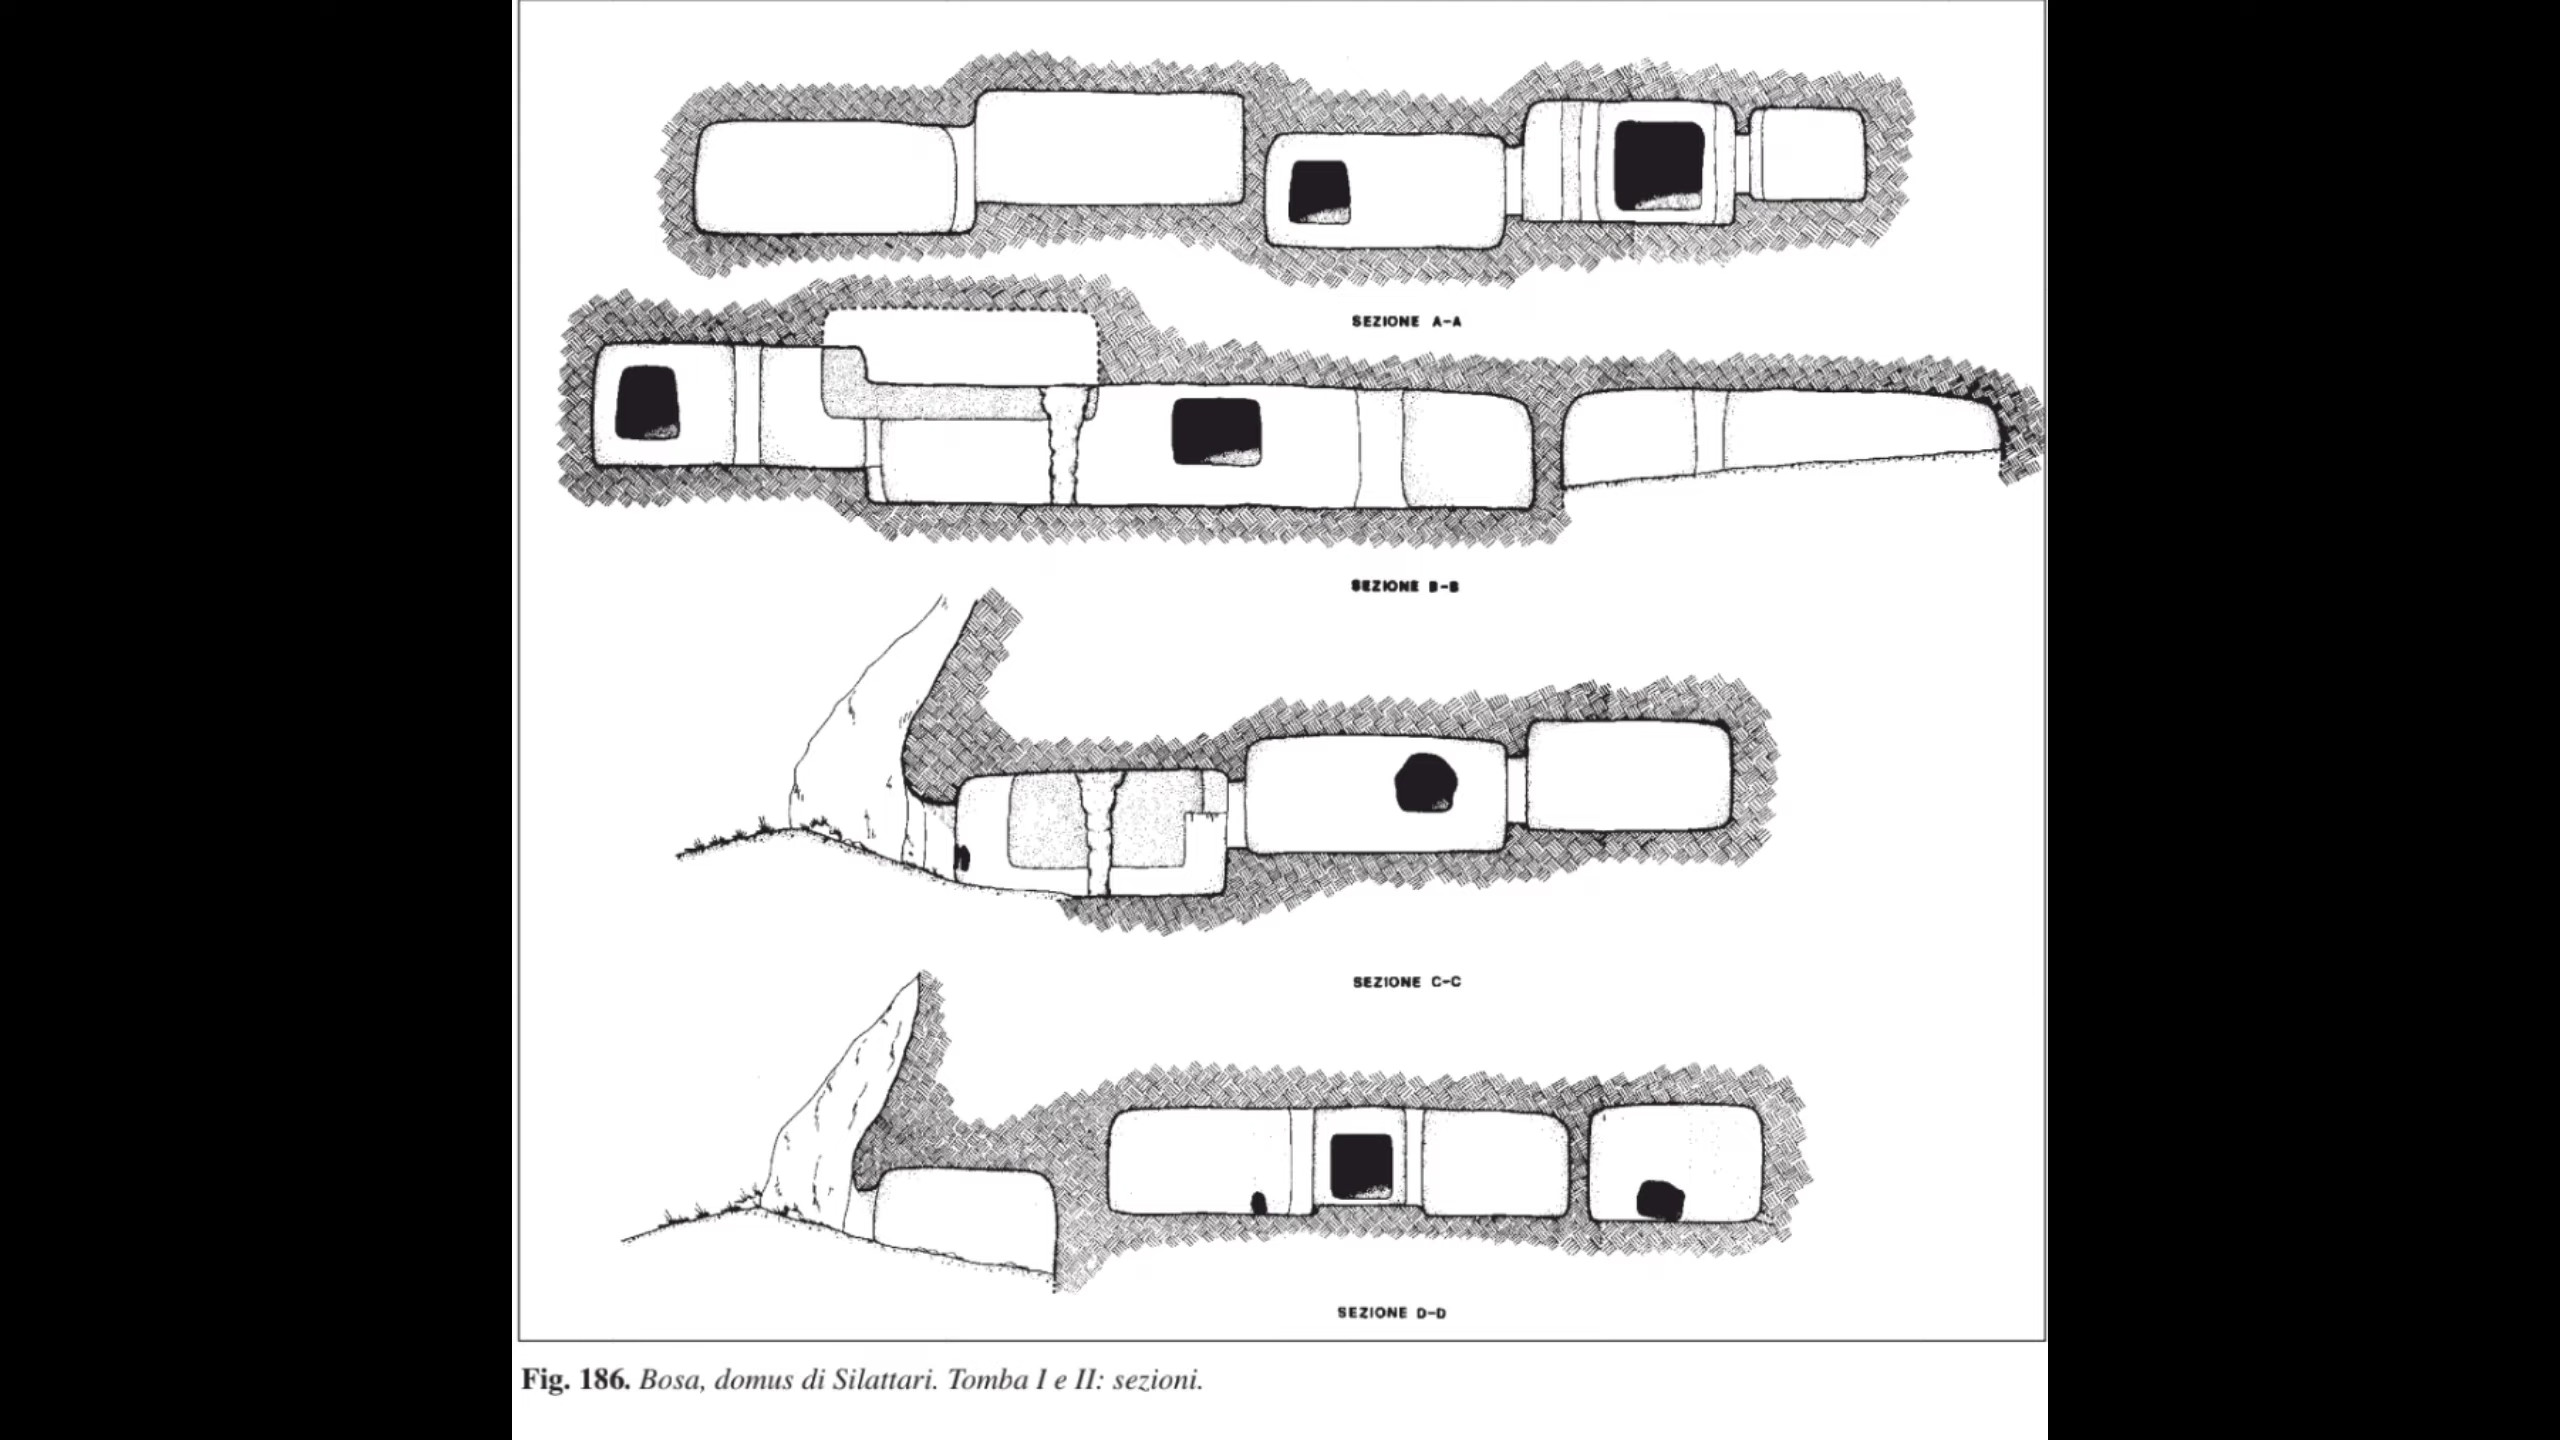 SEZIONE A-A
SEZIONE B-B
SEZIONE C-C
SEZIONE D-D
Fig. 186. Bosa, domus di Silattari. Tomba I e II: sezioni.